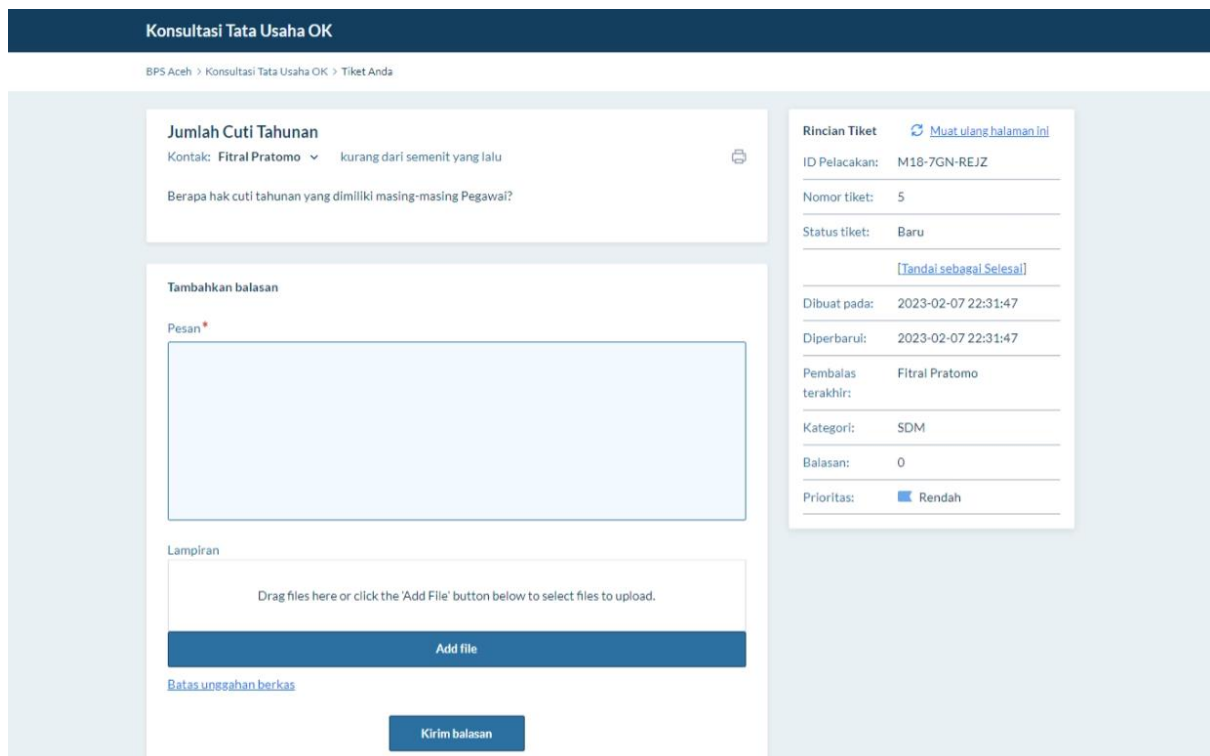 Konsultasi Tata Usaha OK
BPS Aceh > Konsultasi Tata Usaha OK > Tiket Anda
Jumlah Cuti Tahunan
Kontak: Fitral Pratomo kurang dari semenit yang lalu
Berapa hak cuti tahunan yang dimiliki masing-masing Pegawai?
Tambahkan balasan
Pesan*
Lampiran
Drag files here or click the 'Add File' button below to select files to upload.
Add file
Batas unggahan berkas
Kirim balasan
Rincian Tiket Muat ulang halaman ini
ID Pelacakan: M18-7GN-REJZ
Nomor tiket: 5
Status tiket: Baru
[Tandai sebagai Selesai]
Dibuat pada: 2023-02-07 22:31:47
Diperbarui: 2023-02-07 22:31:47
Pembalas Fitral Pratomo
terakhir:
Kategori: SDM
Balasan: 0
Prioritas: Rendah